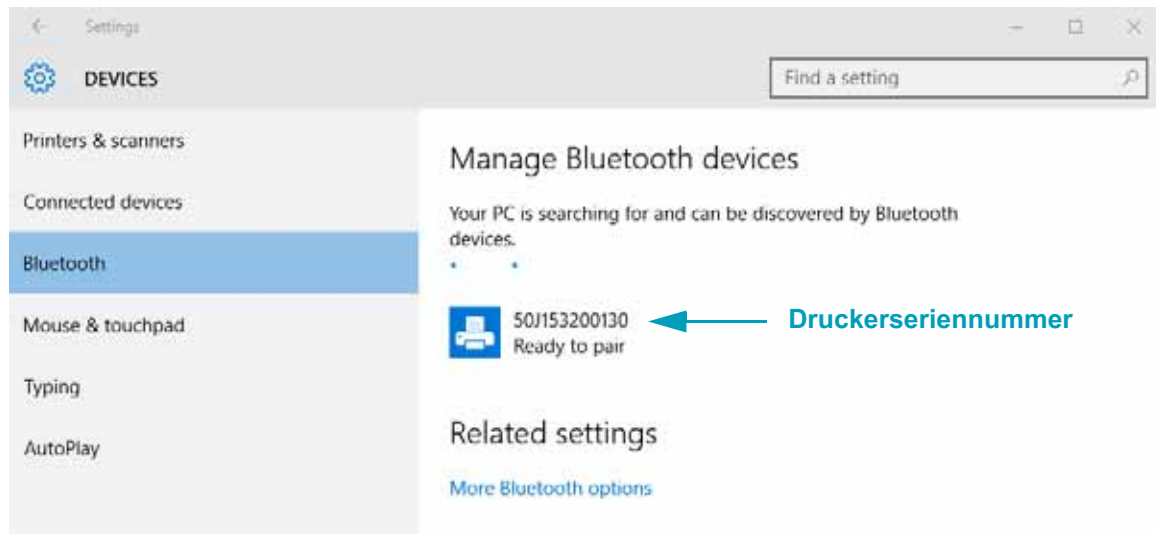 Settings
DEVICES
Find a setting
Printers & scanners
Connected devices
Bluetooth
Mouse & touchpad
Typing
AutoPlay
Manage Bluetooth devices
Your PC is searching for and can be discovered by Bluetooth
devices.
50J153200130
Druckerseriennummer
Ready to pair
Related settings
More Bluetooth options